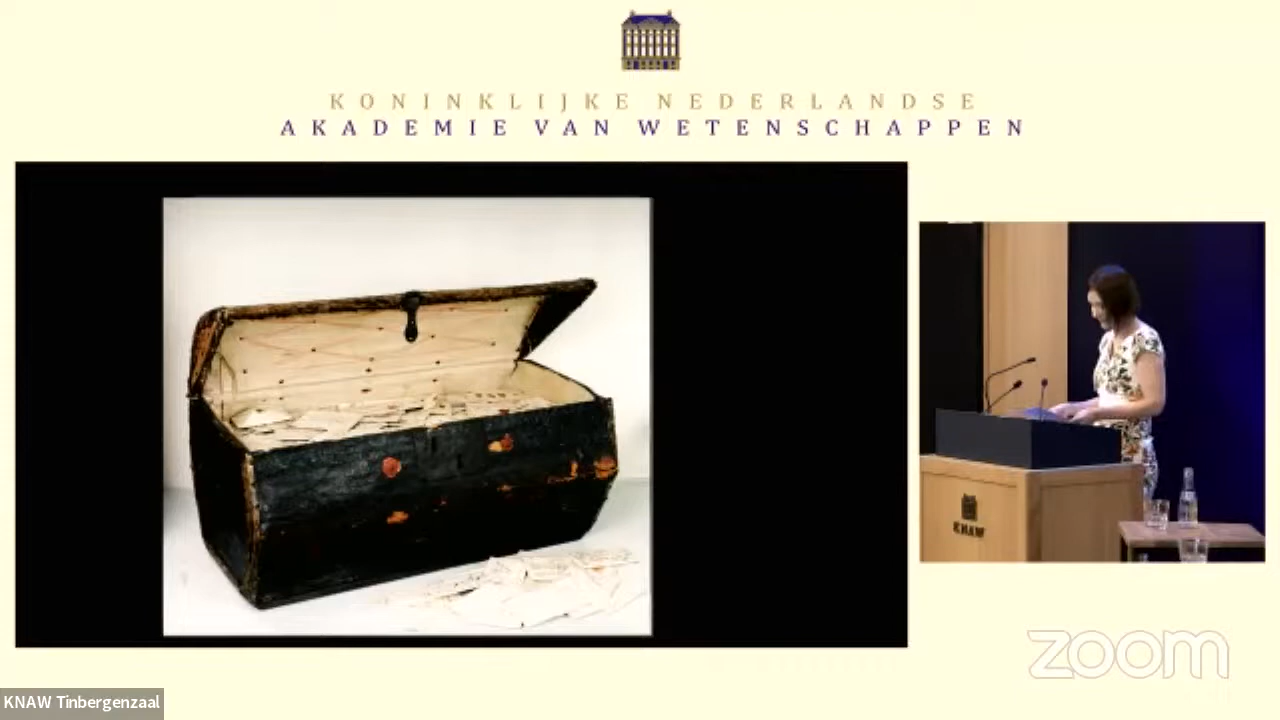 KONINKLIJKE NEDERLANDSE
AKADEMIE VAN WETENSCHAPPEN
KNAW
zoom
KNAW Tinbergenzaal